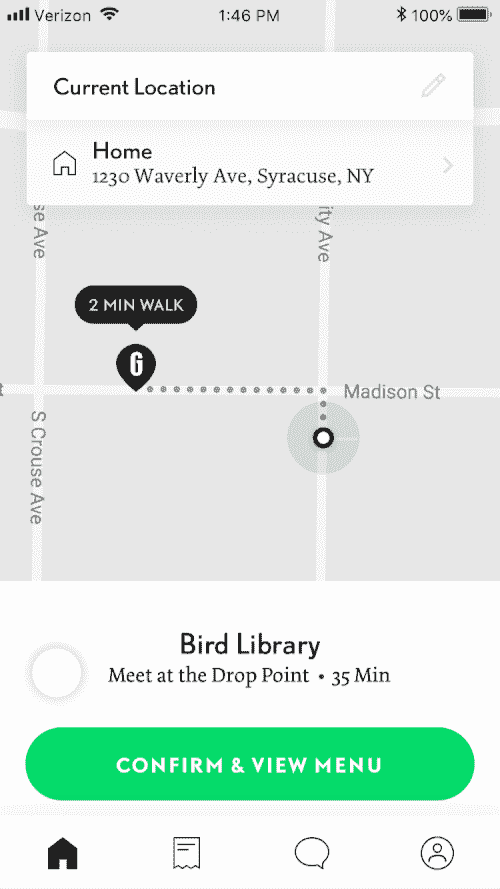 Verizon 1:46 PM 100%
Current Location
Home
1230 Waverly Ave, Syracuse, NY
se Ave
ity Ave
2 MIN WALK
G
Madison St
S Crouse Ave
Bird Library
Meet at the Drop Point • 35 Min
CONFIRM & VIEW MENU